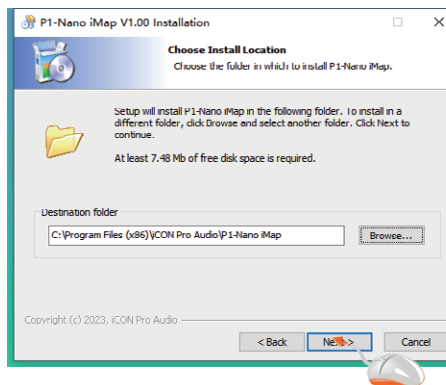 P1-Nano iMap V1.00 Installation
Choose Install Location
Choose the folder in which to install P1-Nano iMap.
Setup will install P1-Nano iMap in the following folder. To install in a
different folder, click Browse and select another folder. Click Next to
continue.
At least 7.48 Mb of free disk space is required.
Destination folder
C:\Program Files (x86)\iCON Pro Audio\P1-Nano iMap
Browse...
Copyright (c) 2023, iCON Pro Audio
< Back
Next >
Cancel